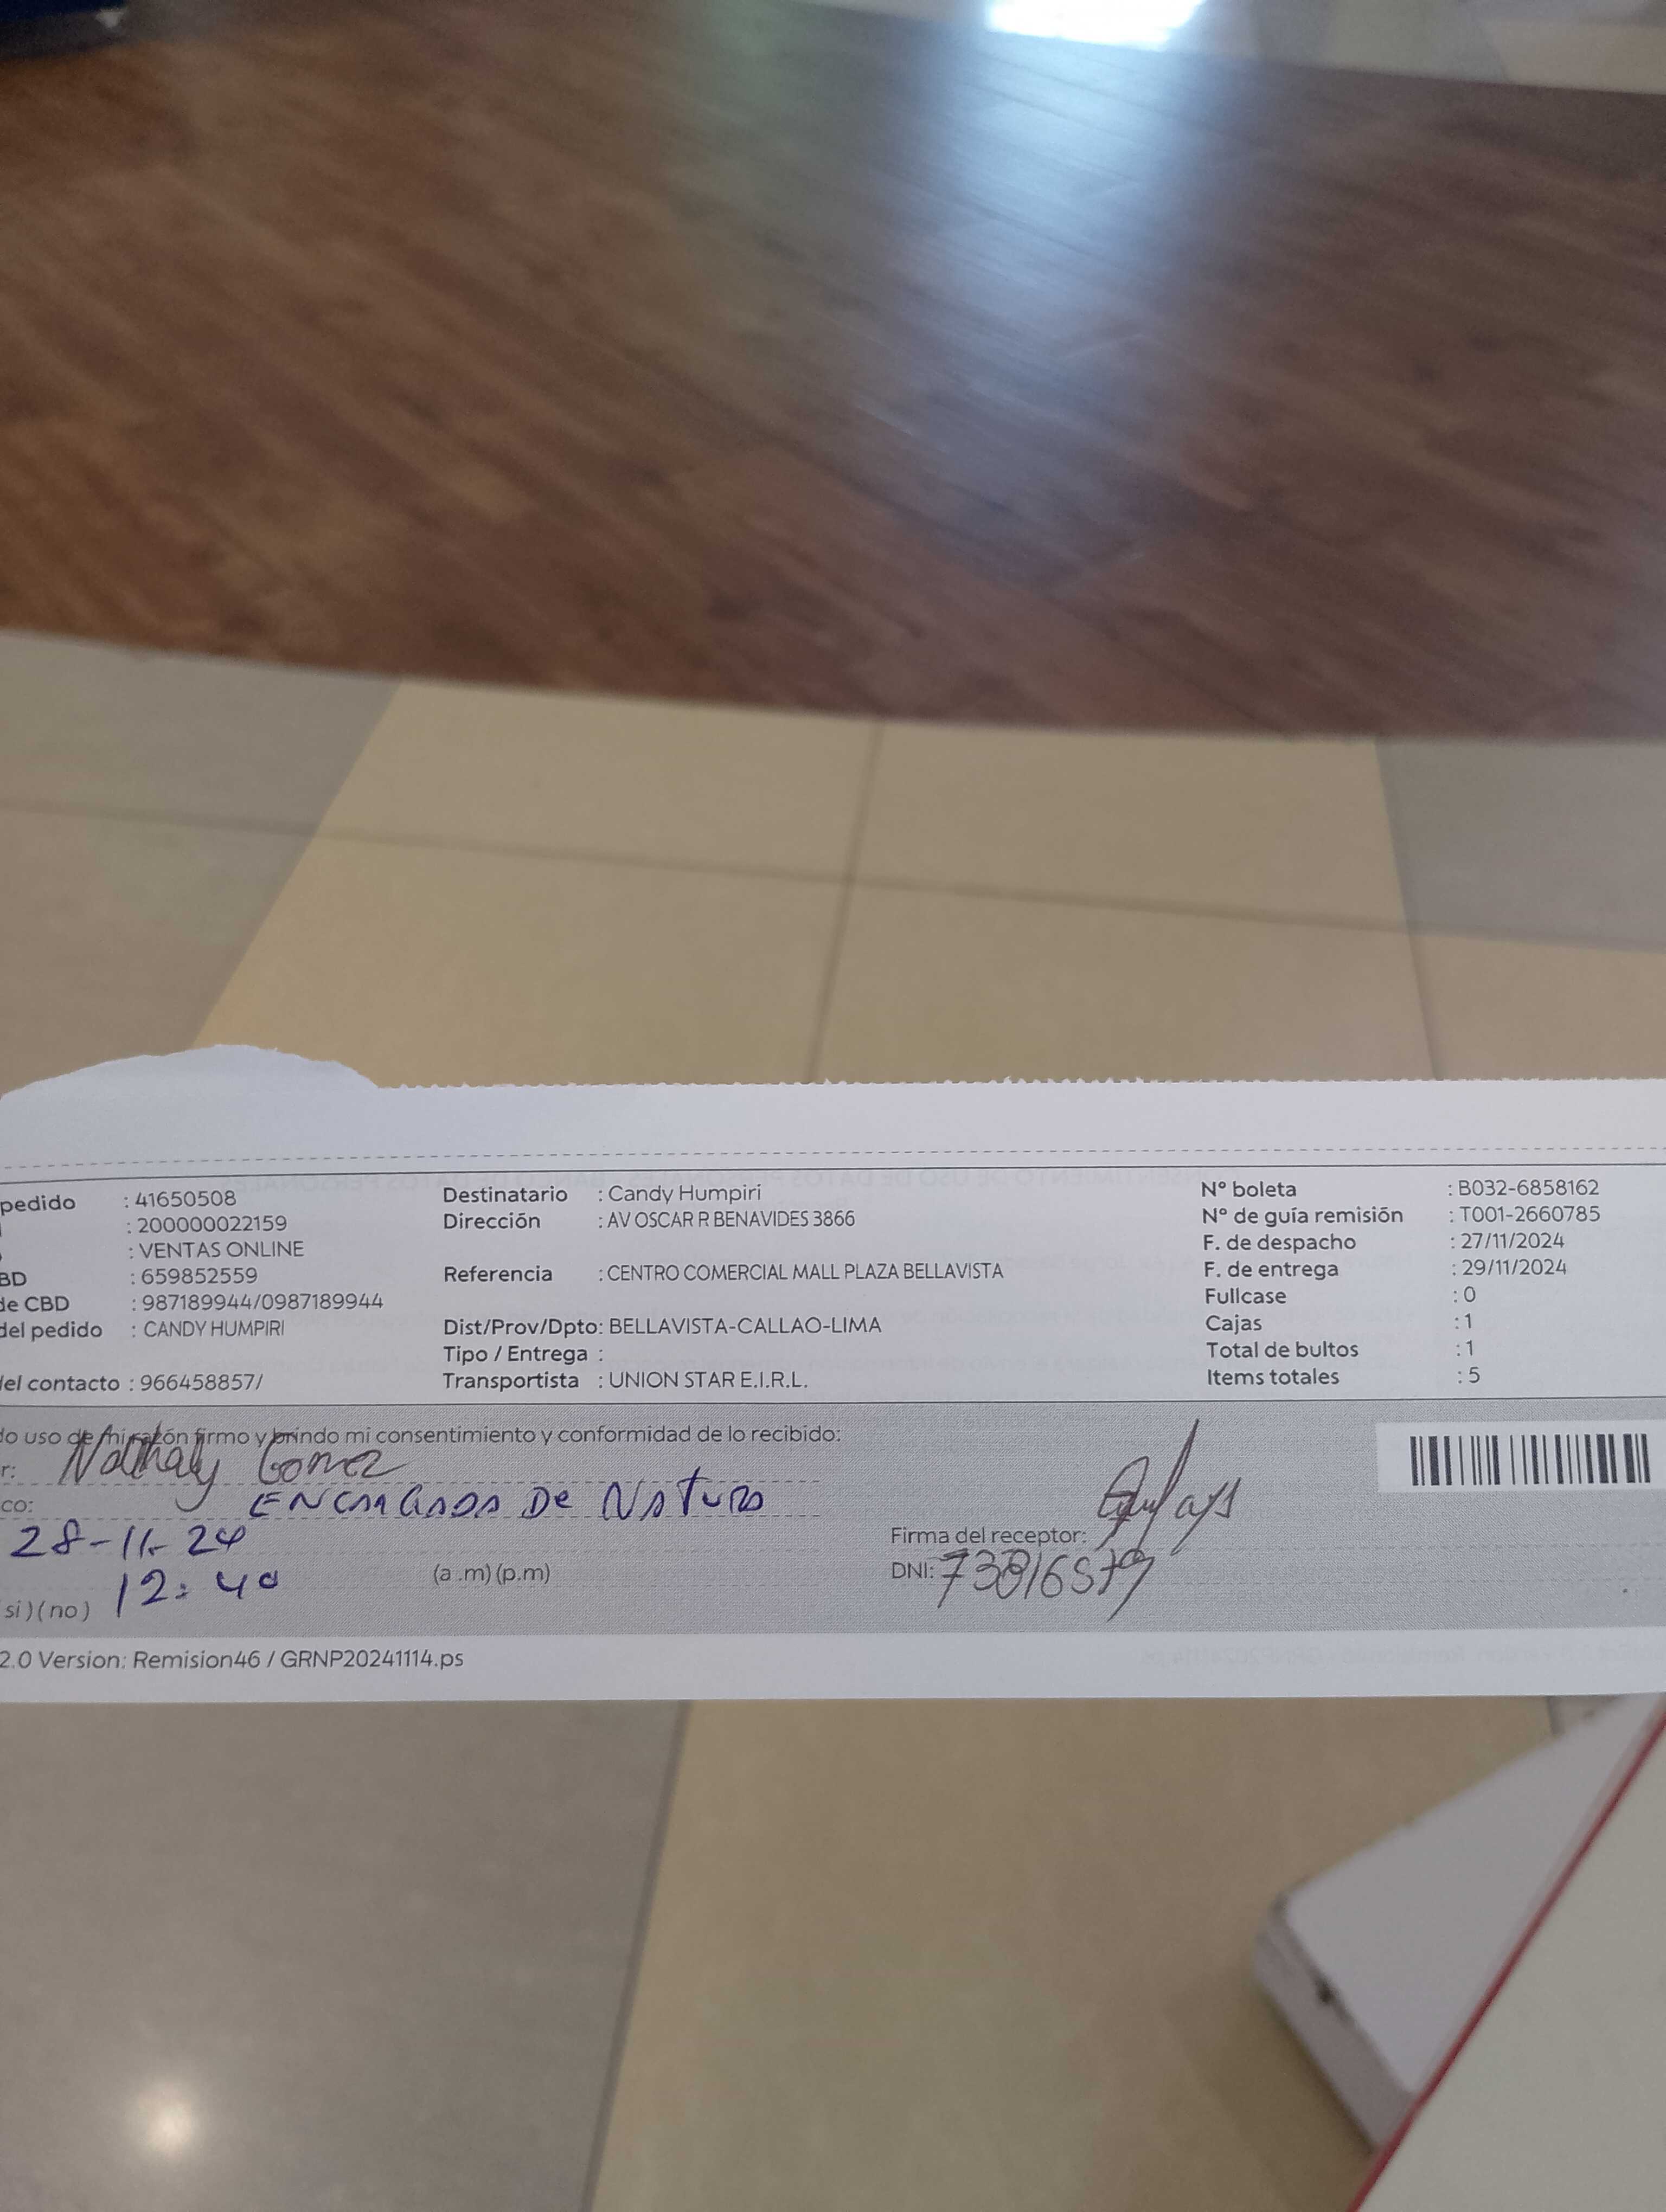 pedido : 41650508
: 200000022159
: VENTAS ONLINE
BD : 659852559
de CBD : 987189944/0987189944
del pedido : CANDY HUMPIRI
del contacto : 966458857/
Destinatario : Candy Humpiri
Dirección : AV OSCAR R BENAVIDES 3866
Referencia : CENTRO COMERCIAL MALL PLAZA BELLAVISTA
Dist/Prov/Dpto: BELLAVISTA-CALLAO-LIMA
Tipo / Entrega :
Transportista : UNION STAR E.I.R.L.
N° boleta : B032-6858162
N° de guía remisión : T001-2660785
F. de despacho : 27/11/2024
F. de entrega : 29/11/2024
Fullcase : 0
Cajas : 1
Total de bultos : 1
Items totales : 5
do uso de mi razón firmo y brindo mi consentimiento y conformidad de lo recibido:
r: Nathaly Gomez
co: ENCARGADA De NATURA
28-11-24
12:40 (a .m) (p.m)
si ) ( no )
Firma del receptor:
DNI:
2.0 Version: Remision46 / GRNP20241114.ps